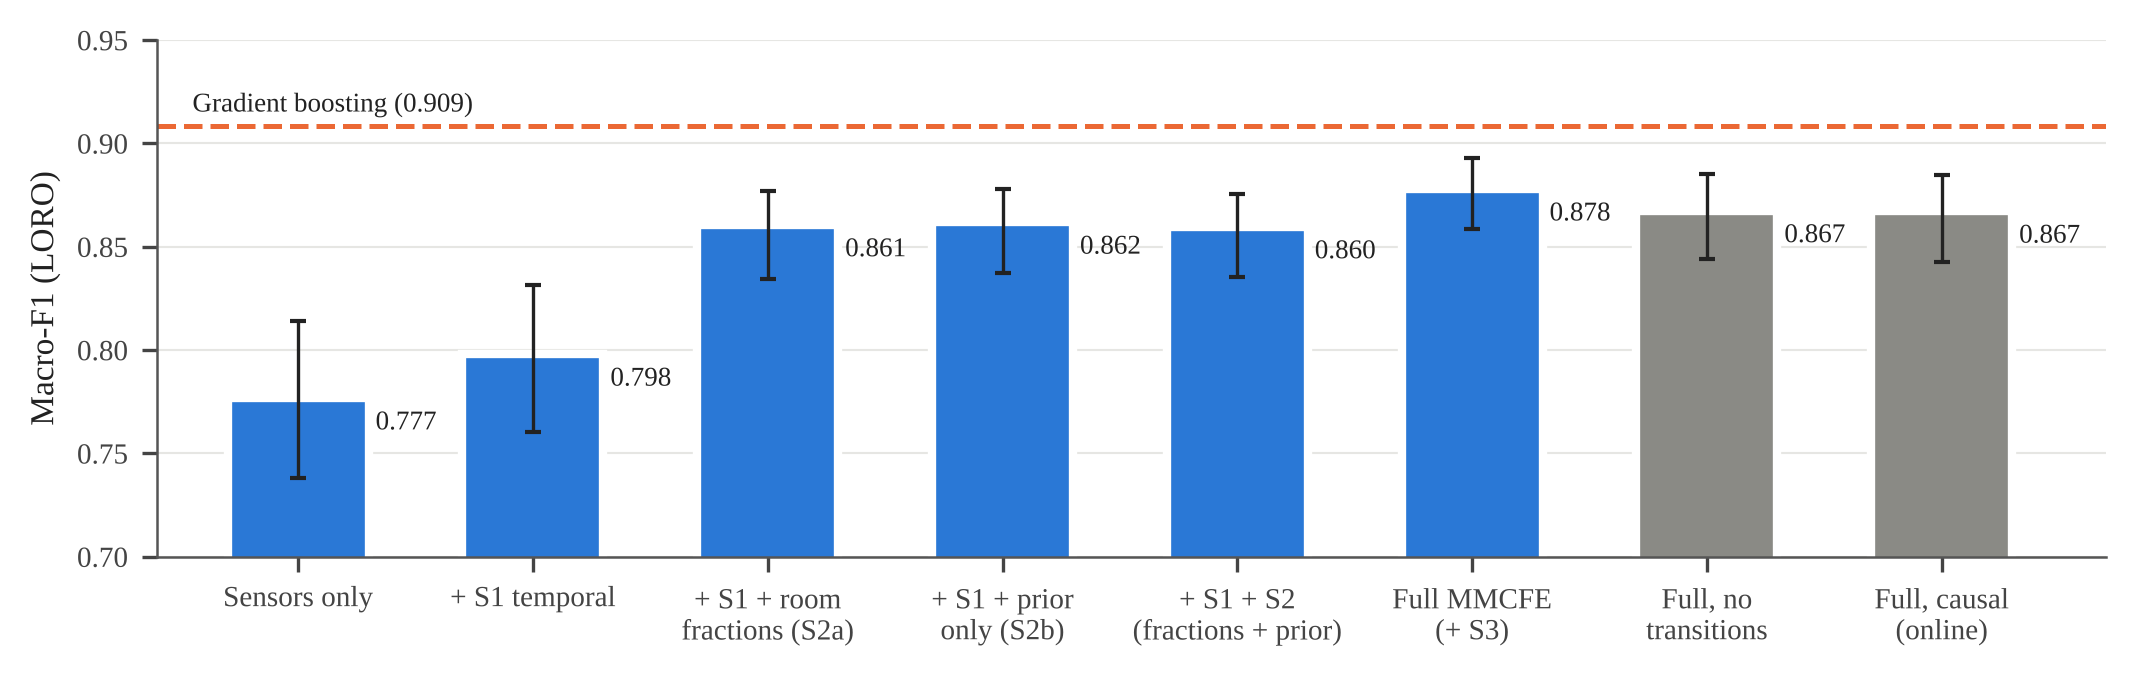 0.95
Gradient boosting (0.909)
0.90
0.85
0.80
0.75
0.70
Macro-F1 (LORO)
0.777
0.798
0.861
0.862
0.860
0.878
0.867
0.867
Sensors only
+ S1 temporal
+ S1 + room
fractions (S2a)
+ S1 + prior
only (S2b)
+ S1 + S2
(fractions + prior)
Full MMCFE
(+ S3)
Full, no
transitions
Full, causal
(online)